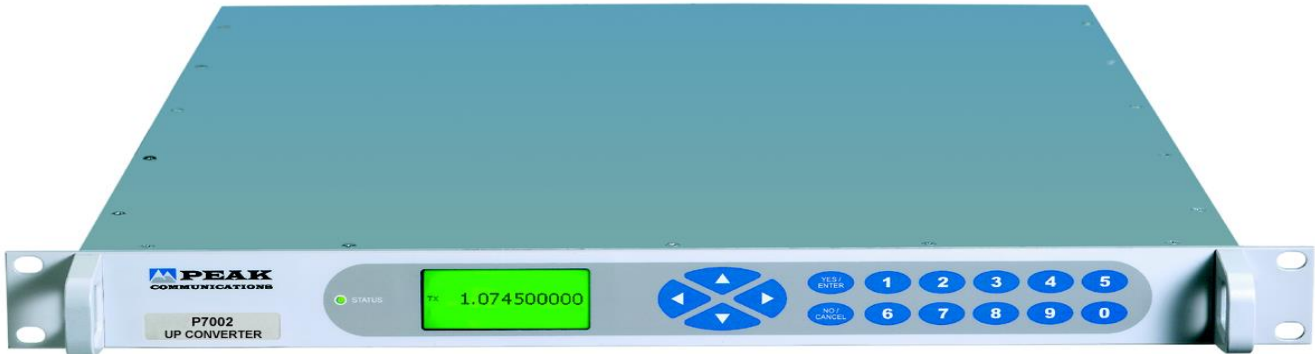 PEAK
COMMUNICATIONS
P7002
UP CONVERTER
STATUS
TX 1.074500000
YES /
ENTER
1 2 3 4 5
NO /
CANCEL
6 7 8 9 0